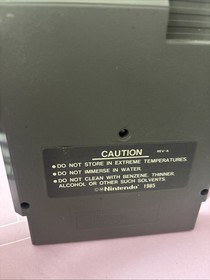 CAUTION REV-A
• DO NOT STORE IN EXTREME TEMPERATURES.
• DO NOT IMMERSE IN WATER.
• DO NOT CLEAN WITH BENZENE, THINNER,
ALCOHOL OR OTHER SUCH SOLVENTS.
©Nintendo 1985